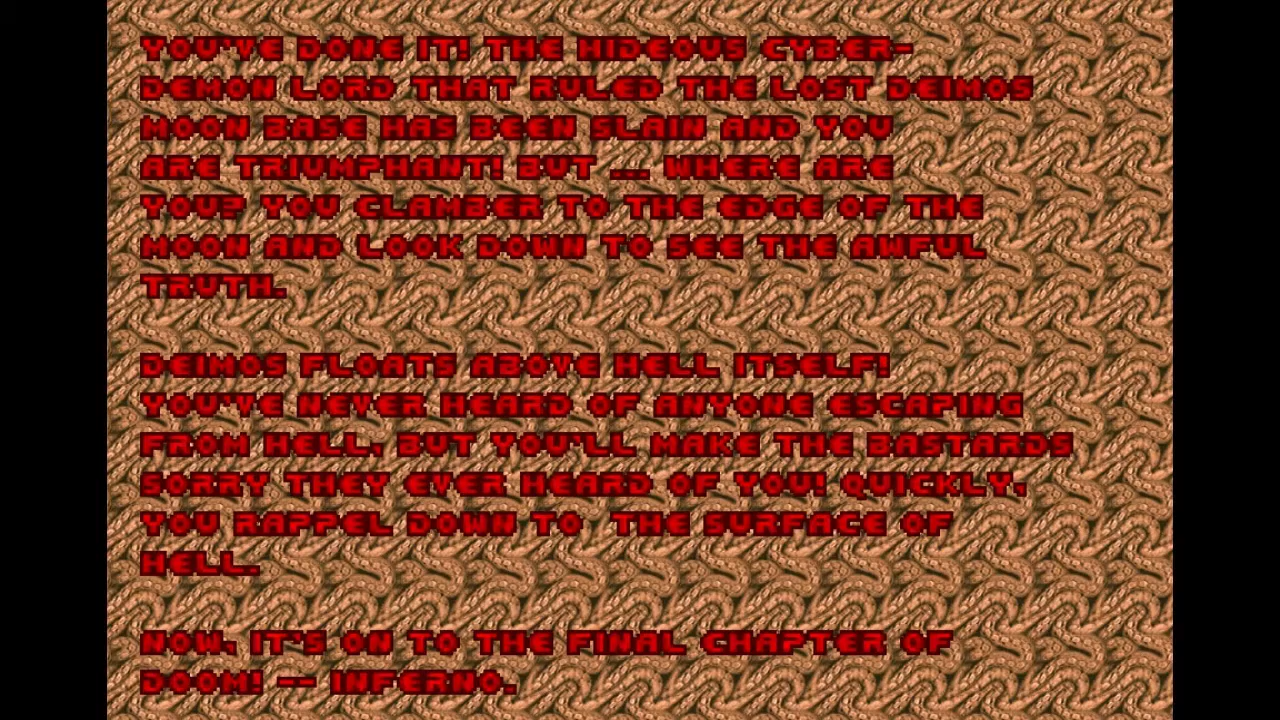 YOU'VE DONE IT! THE HIDEOUS CYBER-
DEMON LORD THAT RULED THE LOST DEIMOS
MOON BASE HAS BEEN SLAIN AND YOU
ARE TRIUMPHANT! BUT ... WHERE ARE
YOU? YOU CLAMBER TO THE EDGE OF THE
MOON AND LOOK DOWN TO SEE THE AWFUL
TRUTH.
DEIMOS FLOATS ABOVE HELL ITSELF!
YOU'VE NEVER HEARD OF ANYONE ESCAPING
FROM HELL, BUT YOU'LL MAKE THE BASTARDS
SORRY THEY EVER HEARD OF YOU! QUICKLY,
YOU RAPPEL DOWN TO  THE SURFACE OF
HELL.
NOW, IT'S ON TO THE FINAL CHAPTER OF
DOOM! -- INFERNO.